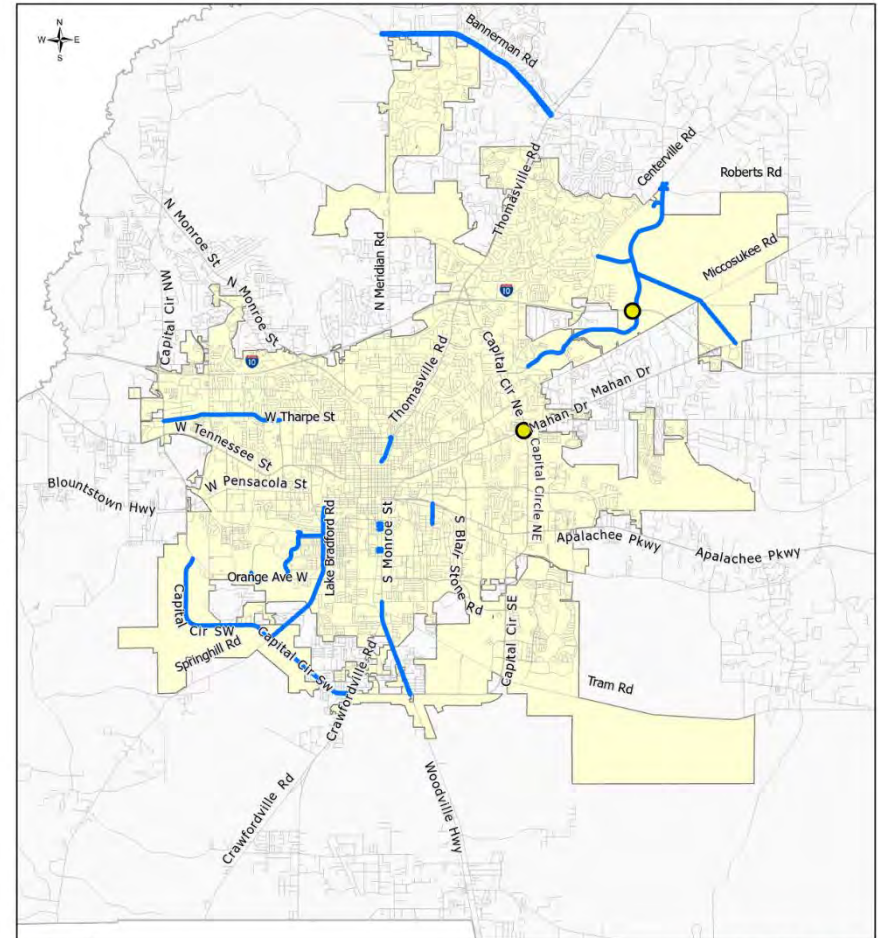 N
W E
S
Bannerman Rd
Centerville Rd
Roberts Rd
Thomasville Rd
N Monroe St
N Meridian Rd
Miccosukee Rd
Capital Cir NW
N Monroe St
10
10
Capital Cir Ne
Thomasville Rd
Mahan Dr
Mahan Dr
W Tharpe St
W Tennessee St
Capital Circle NE
W Pensacola St
Blountstown Hwy
Lake Bradford Rd
S Monroe St
S Blair Stone Rd
Apalachee Pkwy
Apalachee Pkwy
Orange Ave W
Capital
Cir SW
Capital Cir Sw
Springhill Rd
Capital Cir SE
Crawfordville Rd
Tram Rd
Crawfordville Rd
Woodville Hwy